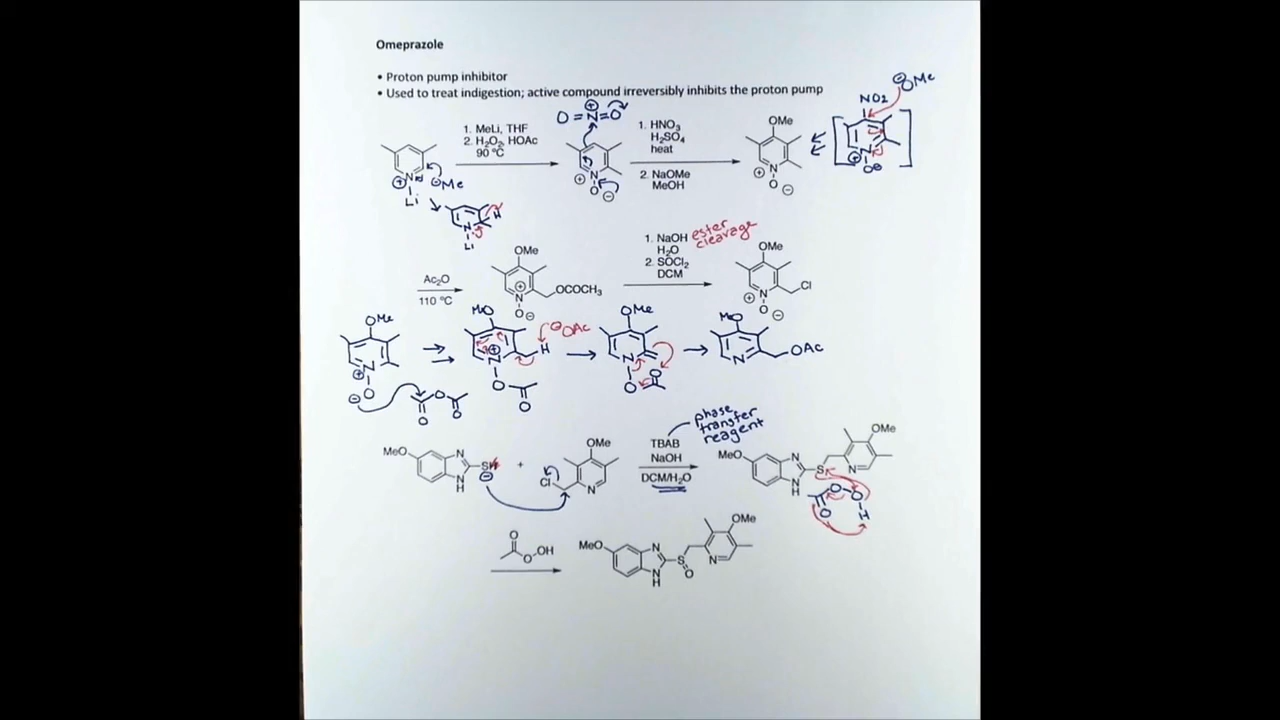 Omeprazole
• Proton pump inhibitor
• Used to treat indigestion; active compound irreversibly inhibits the proton pump
⊖OMe
NO2
O=N⊕=O
1. MeLi, THF
2. H₂O₂, HOAc
90 °C
1. HNO₃
H₂SO₄
heat
2. NaOMe
MeOH
OMe
N⊕
Li
⊖Me
N
Li
H
N⊕
O⊖
N⊕
O⊖
N⊕
O⊖
Ac₂O
110 °C
OMe
N⊕
O⊖
OCOCH₃
1. NaOH ester cleavage
H₂O
2. SOCl₂
DCM
OMe
Cl
N⊕
O⊖
OMe
N⊕
O⊖
O
O
O
MeO
N⊕
H
⊖OAc
O
O
OMe
N
O
O
MeO
N
OAc
MeO
N
N
H
SH
⊖
+
Cl
OMe
N
TBAB
NaOH
DCM/H₂O
phase
transfer
reagent
MeO
N
N
H
S
N
OMe
O
O
O
H
O
O
OH
MeO
N
N
H
S
O
N
OMe